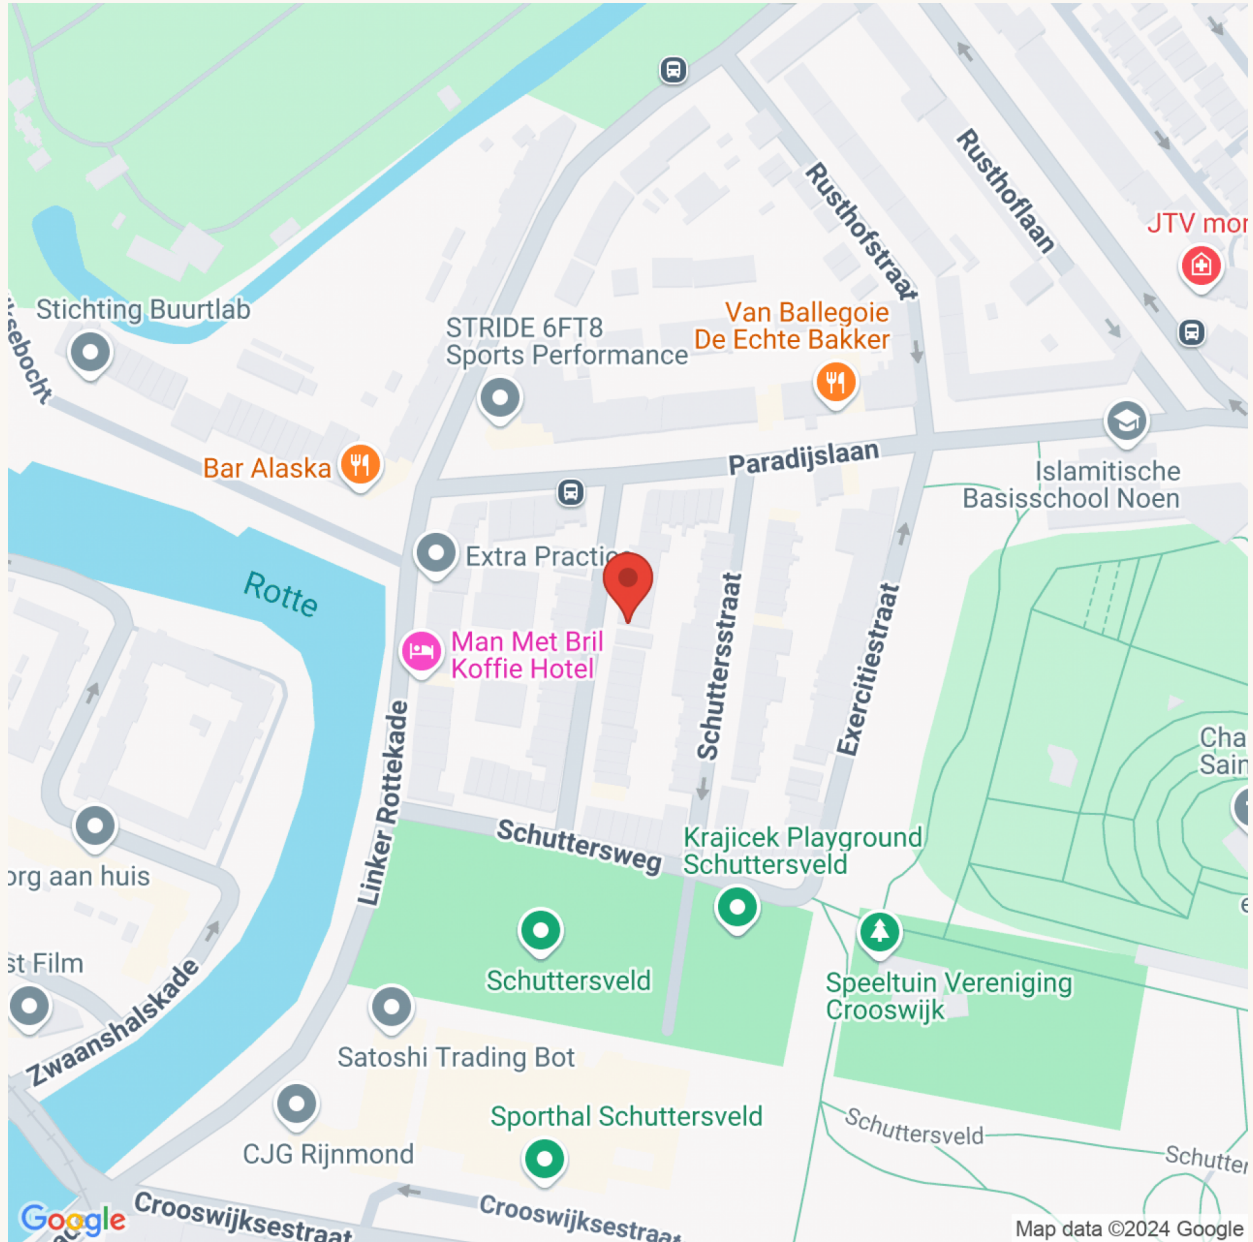 Rusthoflaan
Rusthofstraat
JTV mor
Stichting Buurtlab
ksebocht
STRIDE 6FT8
Sports Performance
Van Ballegoie
De Echte Bakker
Bar Alaska
Paradijslaan
Islamitische
Basisschool Noen
Extra Practic
Rotte
Man Met Bril
Koffie Hotel
Schuttersstraat
Exercitiestraat
Linker Rottekade
Cha
Sain
Schuttersweg
Krajicek Playground
Schuttersveld
org aan huis
st Film
Schuttersveld
Speeltuin Vereniging
Crooswijk
Zwaanshalskade
Satoshi Trading Bot
Sporthal Schuttersveld
Schuttersveld
CJG Rijnmond
Schutter
Crooswijksestraat
Crooswijksestraat
Google
Map data ©2024 Google